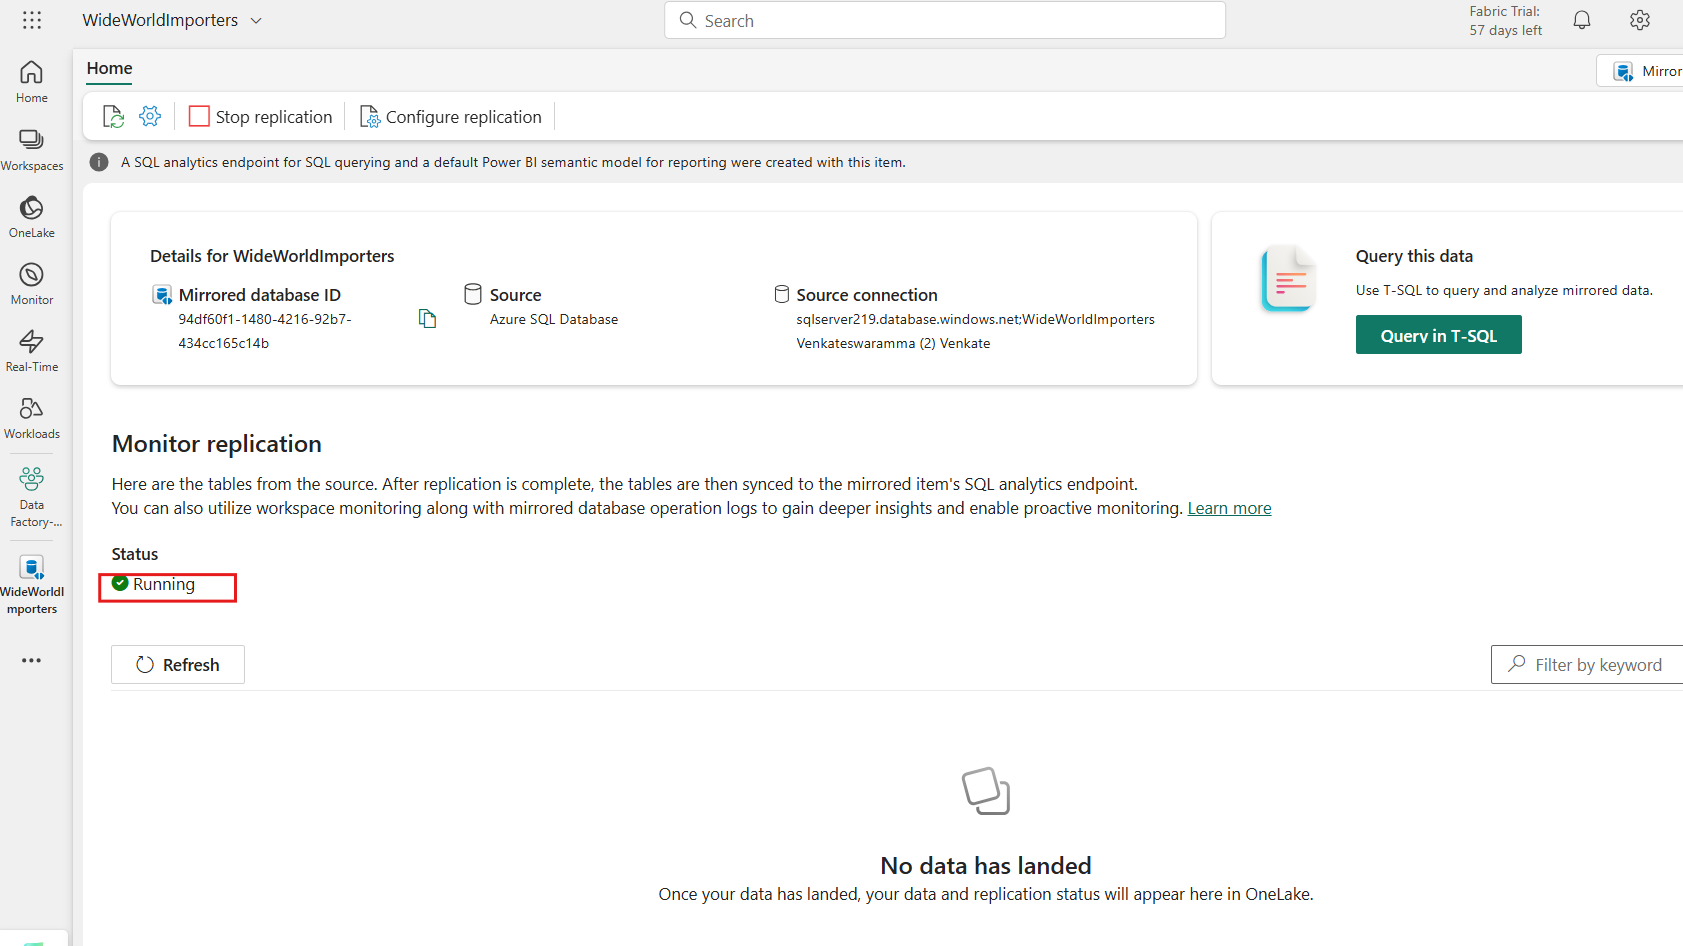 WideWorldImporters
Search
Fabric Trial:
57 days left
Home
Workspaces
OneLake
Monitor
Real-Time
Workloads
Data
Factory-...
WideWorldI
mporters
Home
Mirror
Stop replication
Configure replication
A SQL analytics endpoint for SQL querying and a default Power BI semantic model for reporting were created with this item.
Details for WideWorldImporters
Mirrored database ID
94df60f1-1480-4216-92b7-
434cc165c14b
Source
Azure SQL Database
Source connection
sqlserver219.database.windows.net;WideWorldImporters
Venkateswaramma (2) Venkate
Query this data
Use T-SQL to query and analyze mirrored data.
Query in T-SQL
Monitor replication
Here are the tables from the source. After replication is complete, the tables are then synced to the mirrored item's SQL analytics endpoint.
You can also utilize workspace monitoring along with mirrored database operation logs to gain deeper insights and enable proactive monitoring. Learn more
Status
Running
Refresh
Filter by keyword
No data has landed
Once your data has landed, your data and replication status will appear here in OneLake.